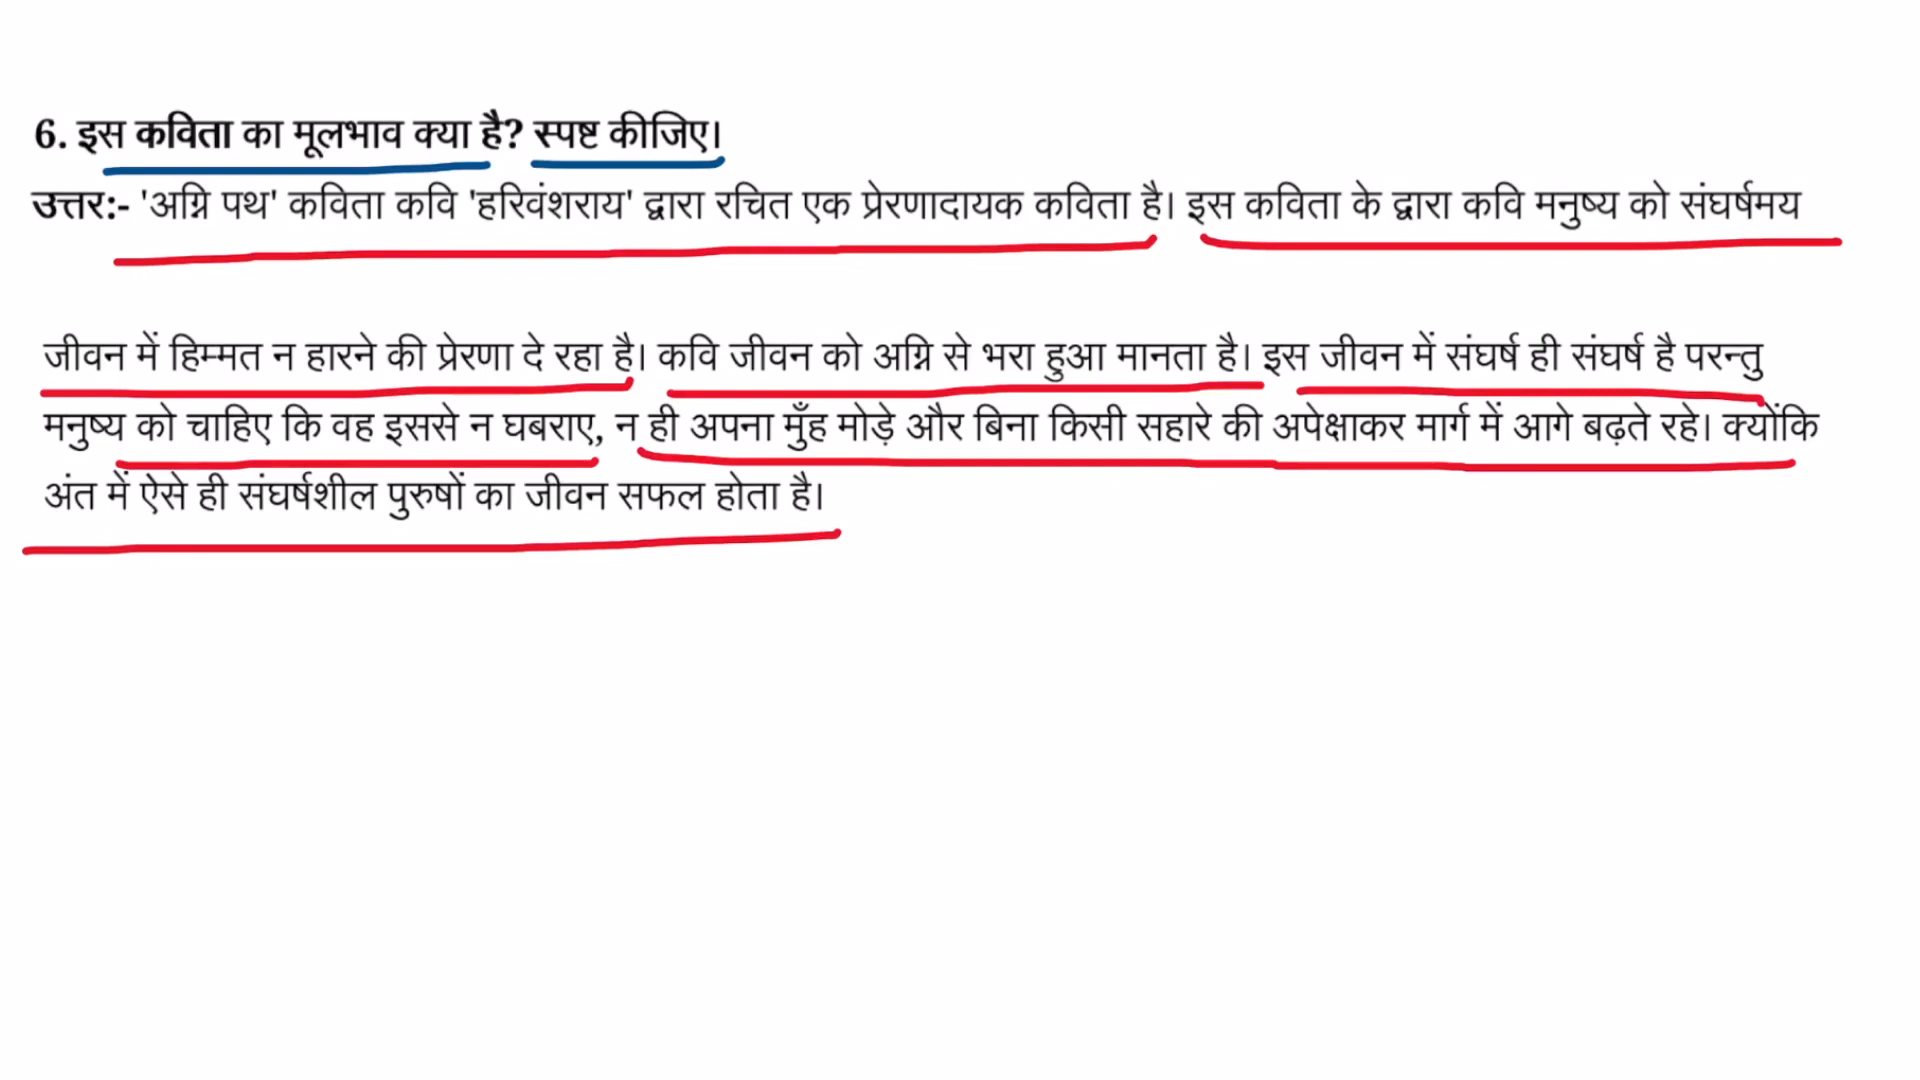 6. इस कविता का मूलभाव क्या है? स्पष्ट कीजिए।
उत्तर:- 'अग्नि पथ' कविता कवि 'हरिवंशराय' द्वारा रचित एक प्रेरणादायक कविता है। इस कविता के द्वारा कवि मनुष्य को संघर्षमय
जीवन में हिम्मत न हारने की प्रेरणा दे रहा है। कवि जीवन को अग्नि से भरा हुआ मानता है। इस जीवन में संघर्ष ही संघर्ष है परन्तु
मनुष्य को चाहिए कि वह इससे न घबराए, न ही अपना मुँह मोड़े और बिना किसी सहारे की अपेक्षाकर मार्ग में आगे बढ़ते रहे। क्योंकि
अंत में ऐसे ही संघर्षशील पुरुषों का जीवन सफल होता है।